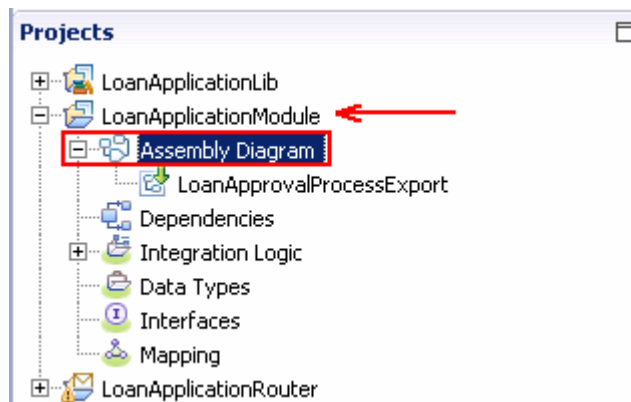 Projects
LoanApplicationLib
LoanApplicationModule
Assembly Diagram
LoanApprovalProcessExport
Dependencies
Integration Logic
Data Types
Interfaces
Mapping
LoanApplicationRouter